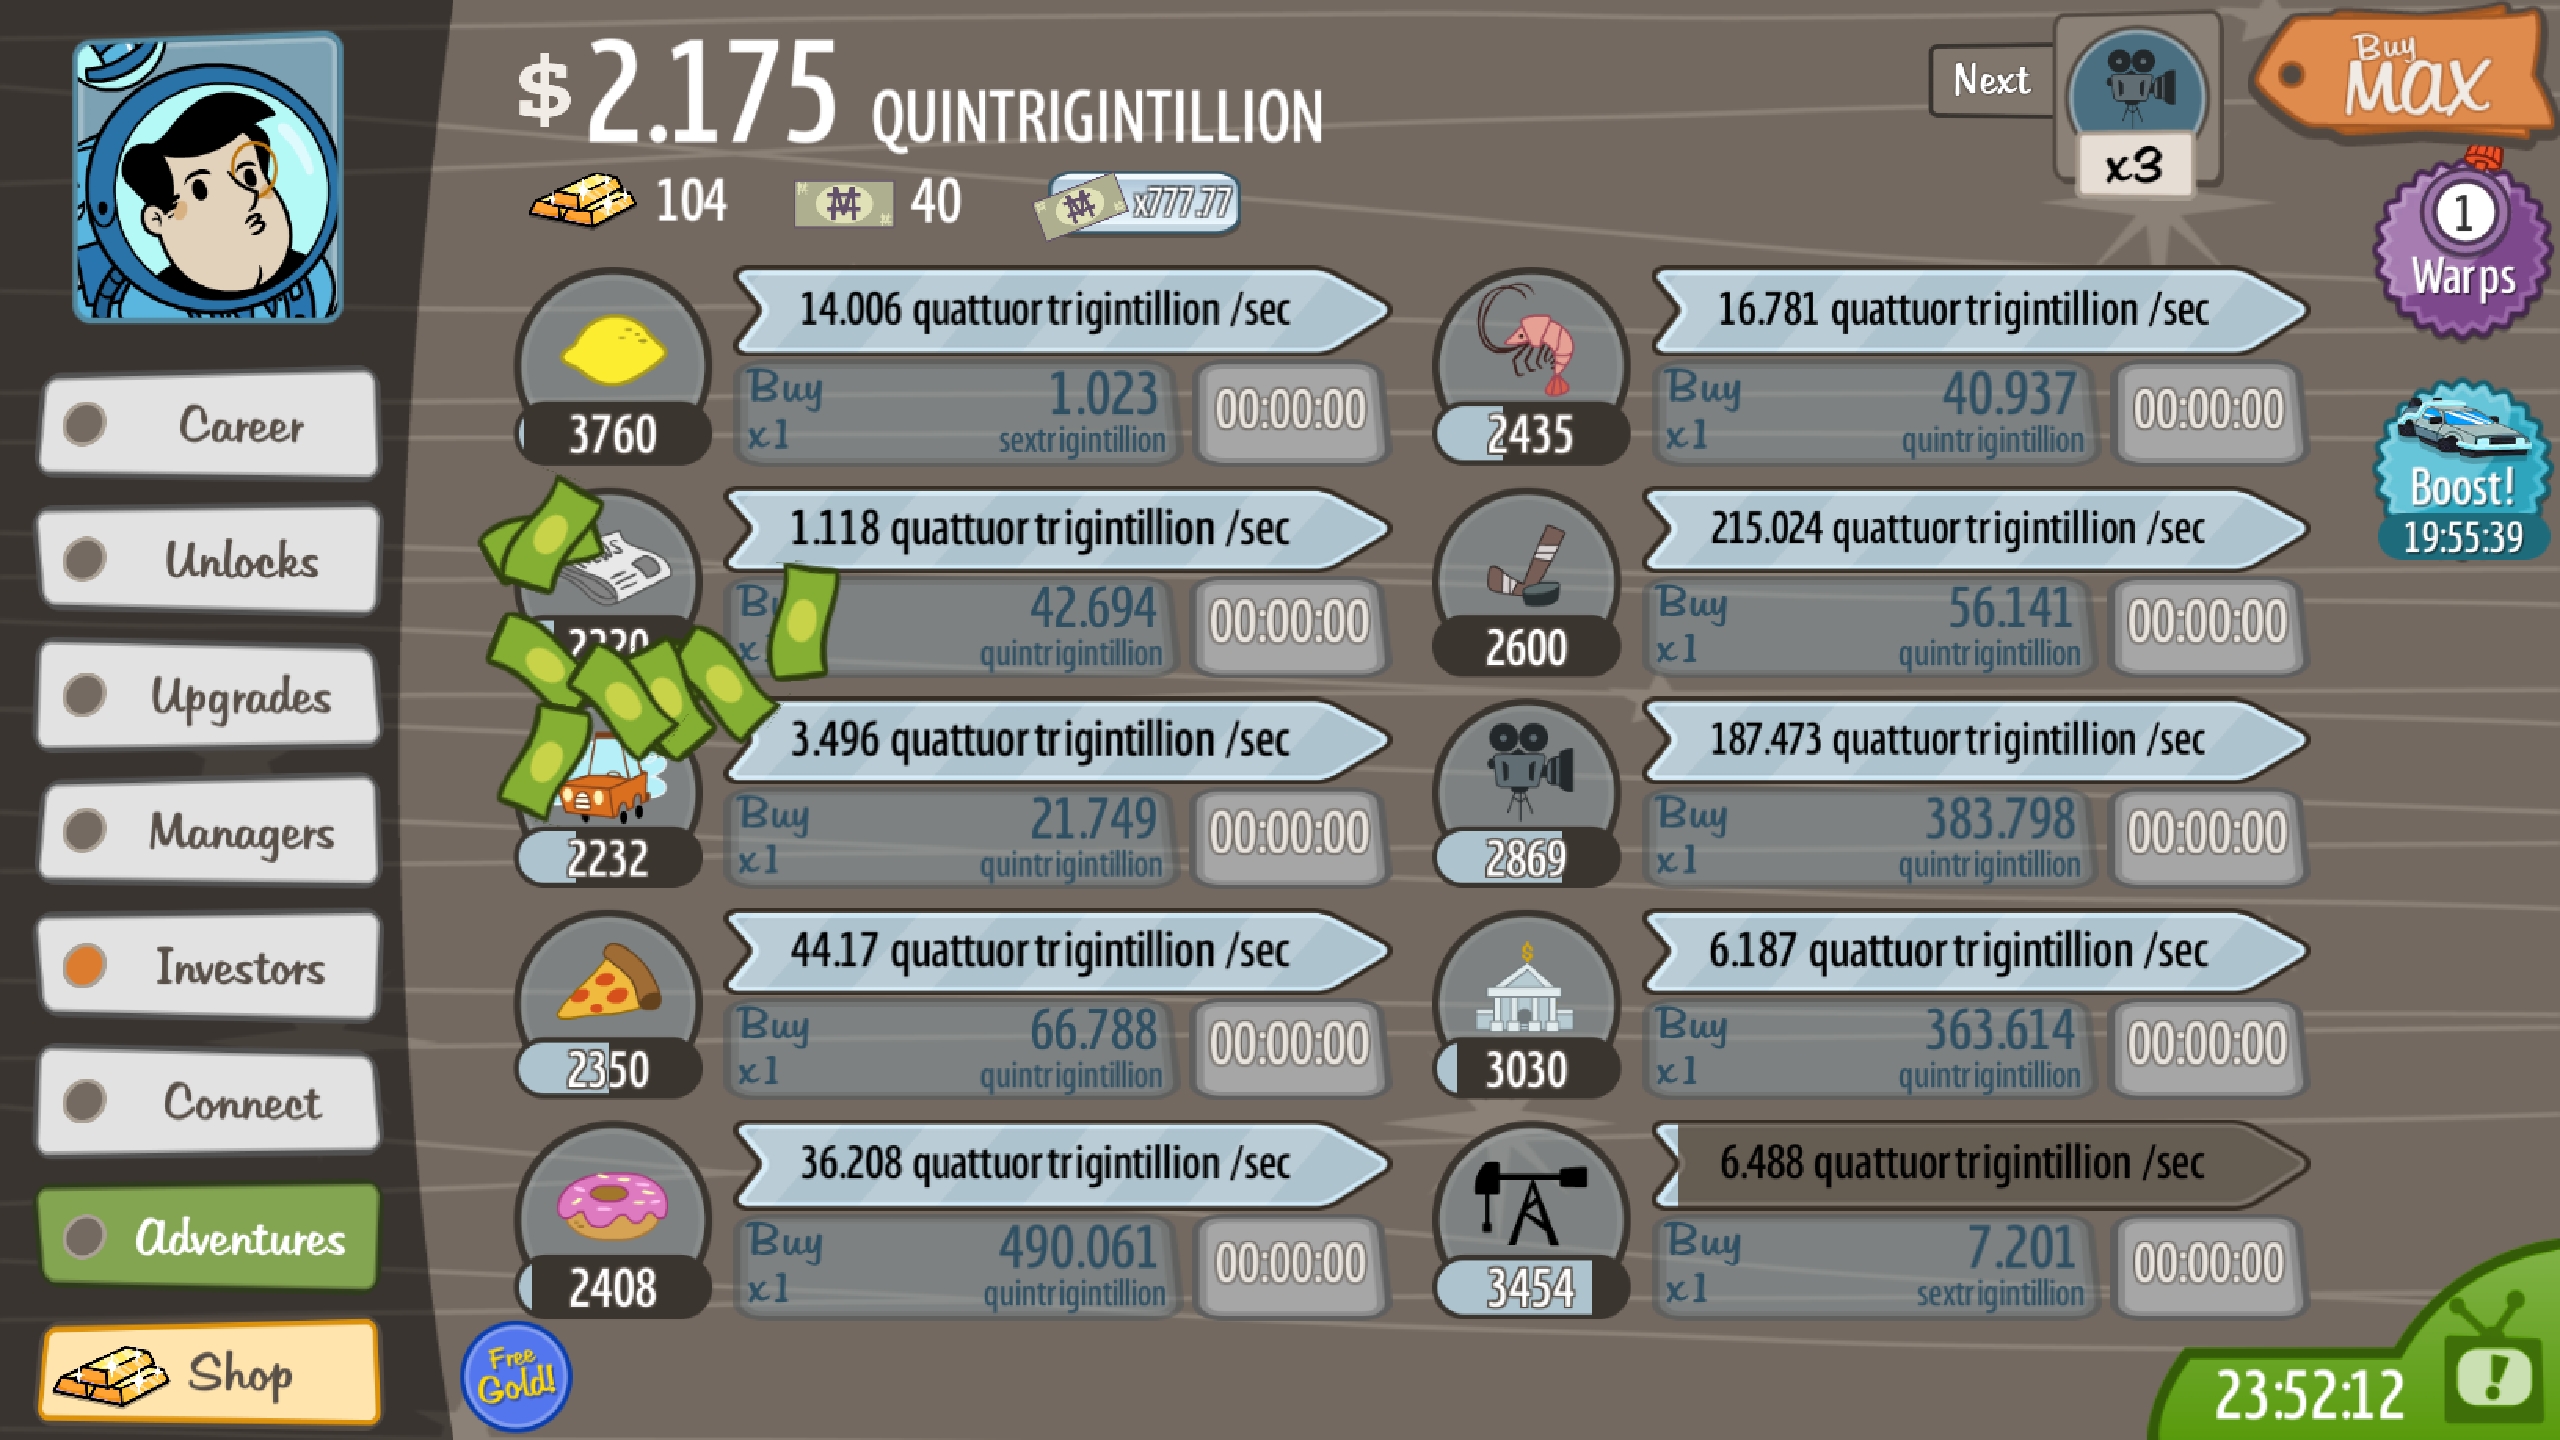 $2.175 QUINTRIGINTILLION
104
40
x777.77
Next
x3
Buy
MAX
1
Warps
Boost!
19:55:39
Career
Unlocks
Upgrades
Managers
Investors
Connect
Adventures
Shop
14.006 quattuortrigintillion /sec
3760
Buy
x1
1.023
sextrigintillion
00:00:00
1.118 quattuortrigintillion /sec
42.694
quintrigintillion
00:00:00
3.496 quattuortrigintillion /sec
2232
Buy
x1
21.749
quintrigintillion
00:00:00
44.17 quattuortrigintillion /sec
2350
Buy
x1
66.788
quintrigintillion
00:00:00
36.208 quattuortrigintillion /sec
2408
Buy
x1
490.061
quintrigintillion
00:00:00
16.781 quattuortrigintillion /sec
2435
Buy
x1
40.937
quintrigintillion
00:00:00
215.024 quattuortrigintillion /sec
2600
Buy
x1
56.141
quintrigintillion
00:00:00
187.473 quattuortrigintillion /sec
2869
Buy
x1
383.798
quintrigintillion
00:00:00
6.187 quattuortrigintillion /sec
3030
Buy
x1
363.614
quintrigintillion
00:00:00
6.488 quattuortrigintillion /sec
3454
Buy
x1
7.201
sextrigintillion
00:00:00
Free
Gold!
23:52:12